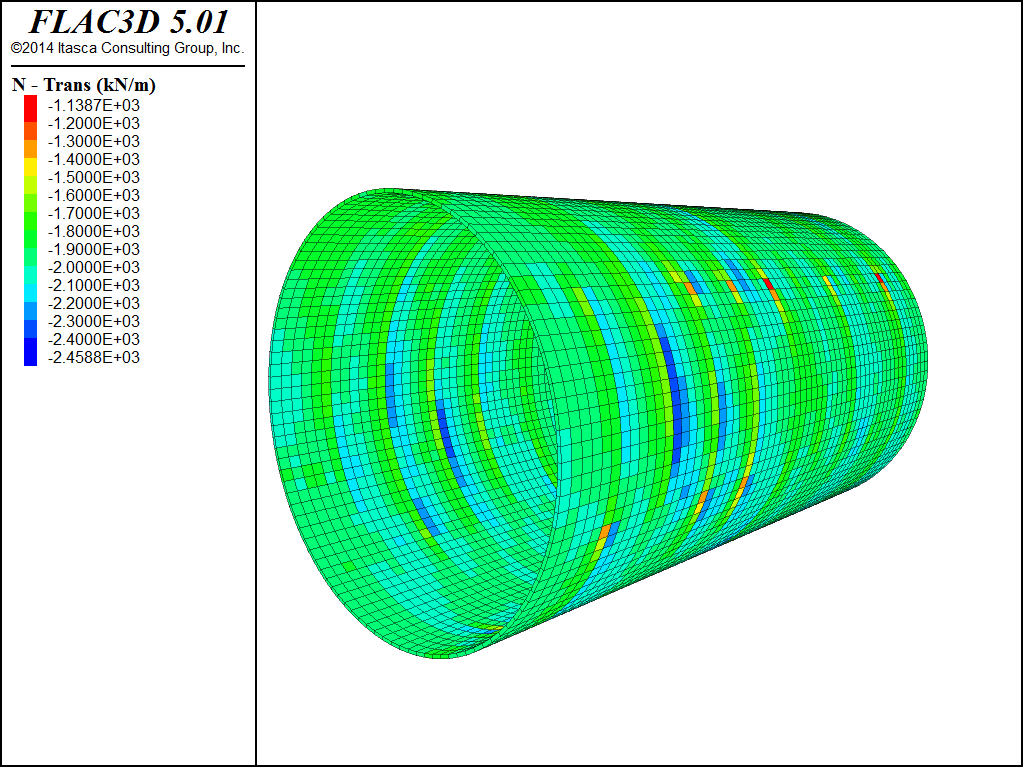 FLAC3D 5.01
©2014 Itasca Consulting Group, Inc.
N - Trans (kN/m)
-1.1387E+03
-1.2000E+03
-1.3000E+03
-1.4000E+03
-1.5000E+03
-1.6000E+03
-1.7000E+03
-1.8000E+03
-1.9000E+03
-2.0000E+03
-2.1000E+03
-2.2000E+03
-2.3000E+03
-2.4000E+03
-2.4588E+03